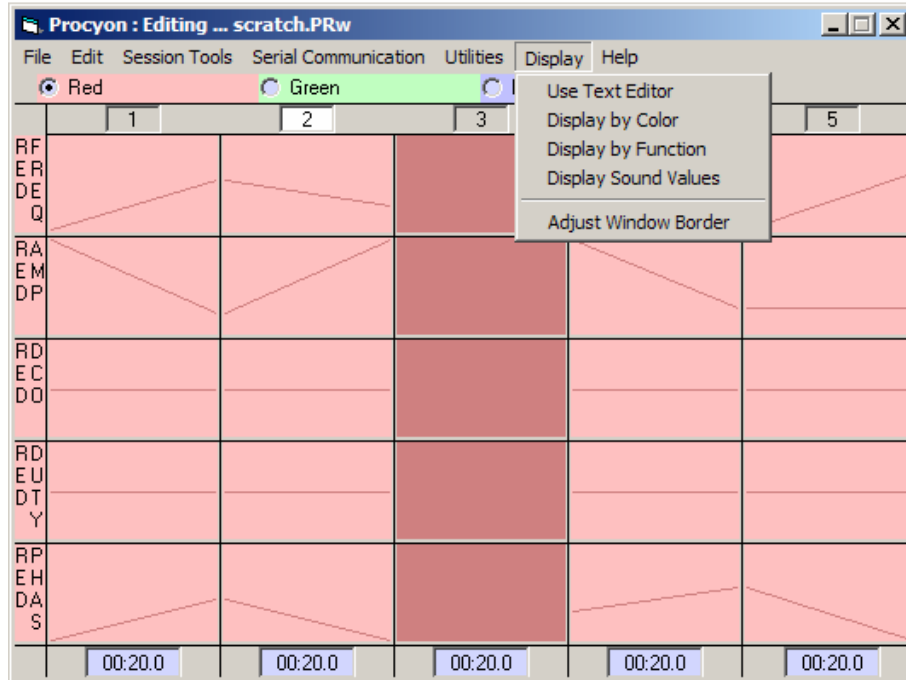 Procyon : Editing ... scratch.PRw
File Edit Session Tools Serial Communication Utilities Display Help
Red Green
Use Text Editor
Display by Color
Display by Function
Display Sound Values
Adjust Window Border
1 2 3 5
RF
ER
DE
Q
RA
EM
DP
RD
EC
DO
RD
EU
DT
Y
RP
EH
DA
S
00:20.0 00:20.0 00:20.0 00:20.0 00:20.0